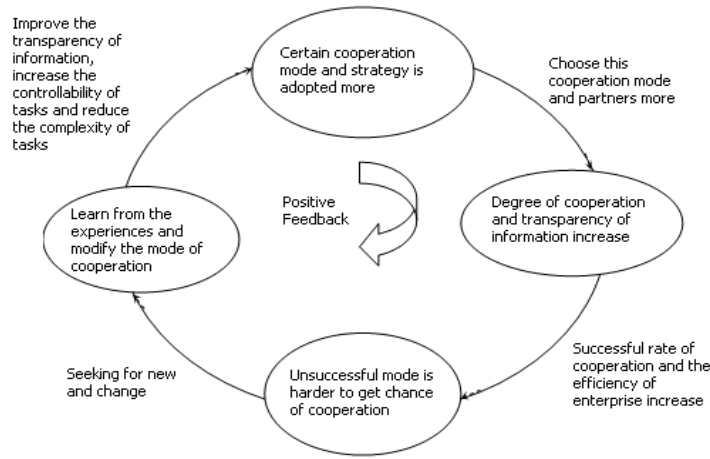 Improve the
transparency of
information,
increase the
controllability of
tasks and reduce
the complexity of
tasks
Certain cooperation
mode and strategy is
adopted more
Choose this
cooperation mode
and partners more
Positive
Feedback
Learn from the
experiences and
modify the mode of
cooperation
Degree of cooperation
and transparency of
information increase
Seeking for new
and change
Unsuccessful mode is
harder to get chance
of cooperation
Successful rate of
cooperation and the
efficiency of
enterprise increase